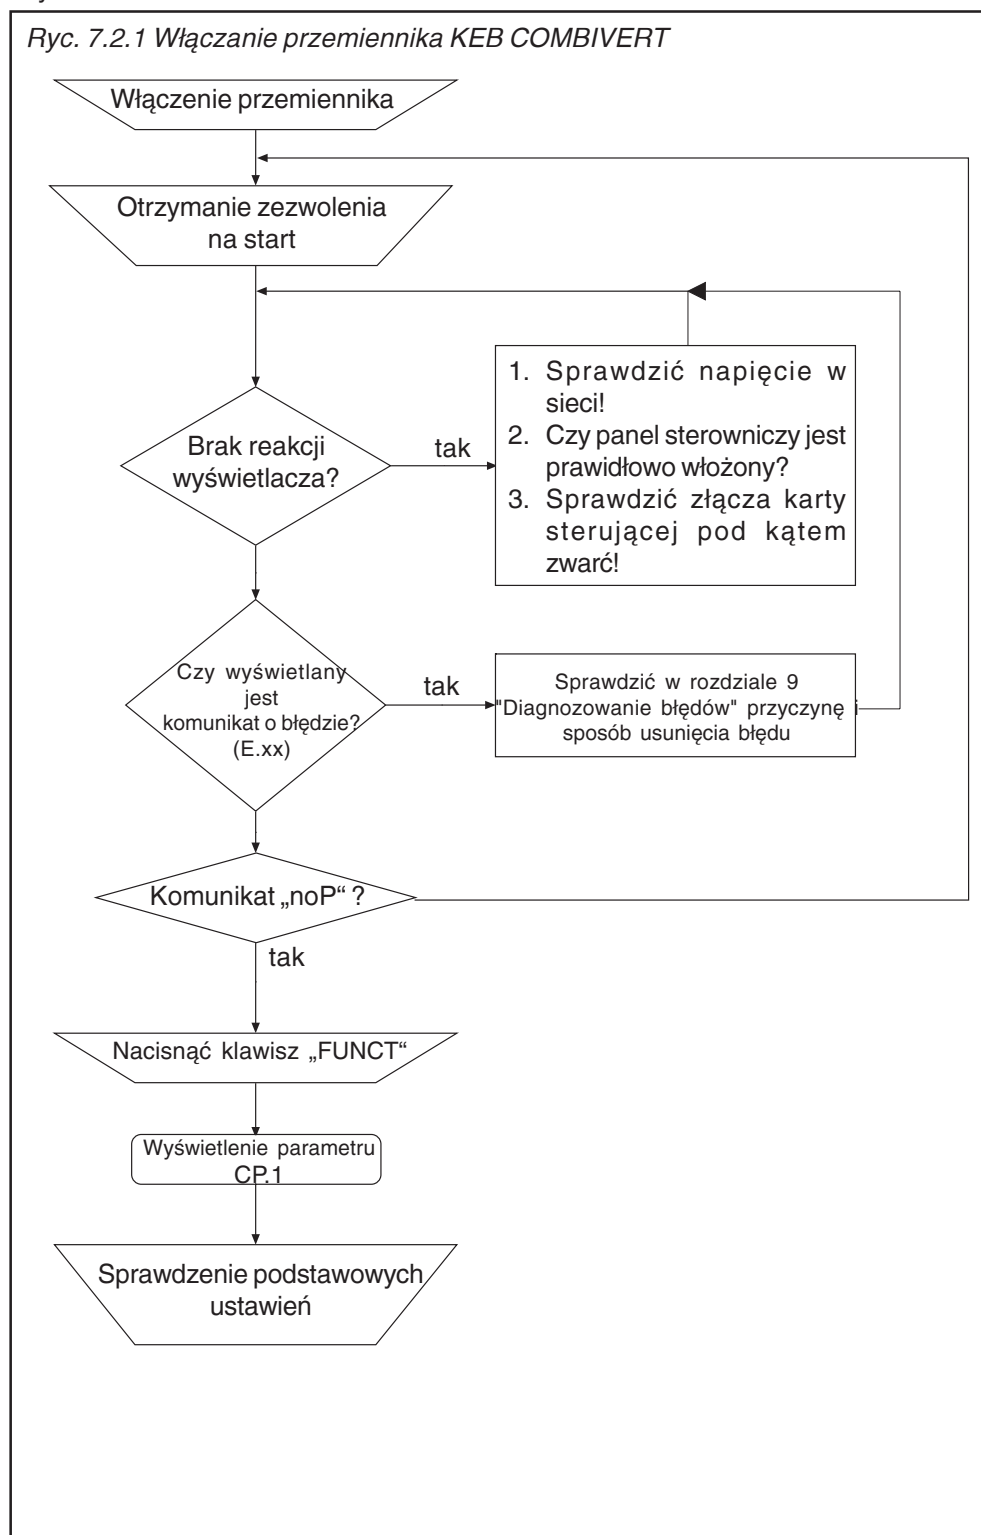 Ryc. 7.2.1 Włączanie przemiennika KEB COMBIVERT
Włączenie przemiennika
Otrzymanie zezwolenia
na start
Brak reakcji
wyświetlacza?
tak
1. Sprawdzić napięcie w
sieci!
2. Czy panel sterowniczy jest
prawidłowo włożony?
3. Sprawdzić złącza karty
sterującej pod kątem
zwarć!
Czy wyświetlany
jest
komunikat o błędzie?
(E.xx)
tak
Sprawdzić w rozdziale 9
"Diagnozowanie błędów" przyczynę i
sposób usunięcia błędu
Komunikat „noP“ ?
tak
Nacisnąć klawisz „FUNCT“
Wyświetlenie parametru
CP.1
Sprawdzenie podstawowych
ustawień